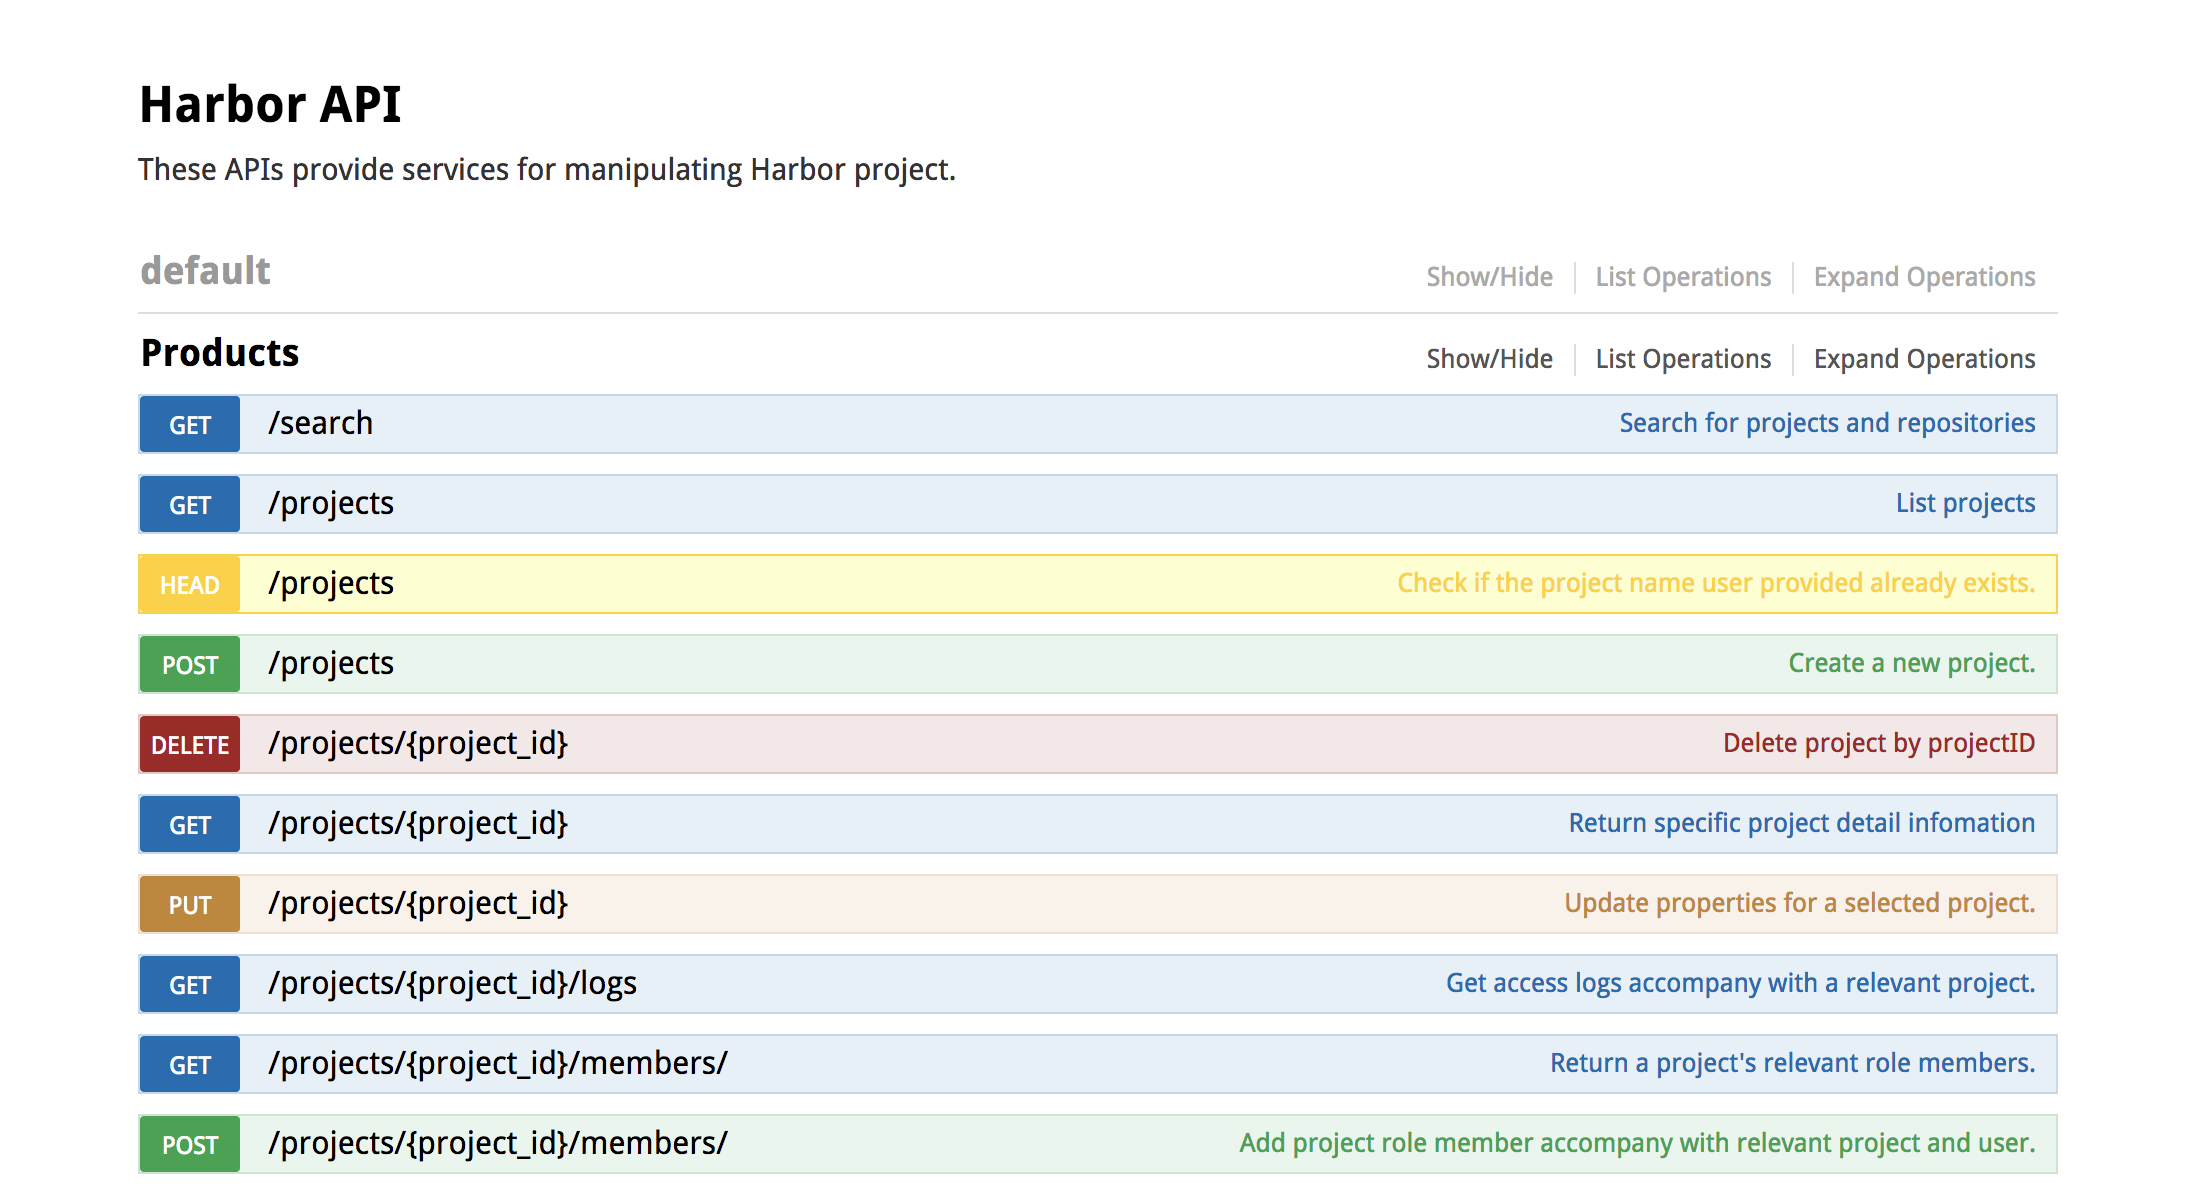 Harbor API
These APIs provide services for manipulating Harbor project.
default Show/Hide List Operations Expand Operations
Products Show/Hide List Operations Expand Operations
GET /search Search for projects and repositories
GET /projects List projects
HEAD /projects Check if the project name user provided already exists.
POST /projects Create a new project.
DELETE /projects/{project_id} Delete project by projectID
GET /projects/{project_id} Return specific project detail infomation
PUT /projects/{project_id} Update properties for a selected project.
GET /projects/{project_id}/logs Get access logs accompany with a relevant project.
GET /projects/{project_id}/members/ Return a project's relevant role members.
POST /projects/{project_id}/members/ Add project role member accompany with relevant project and user.